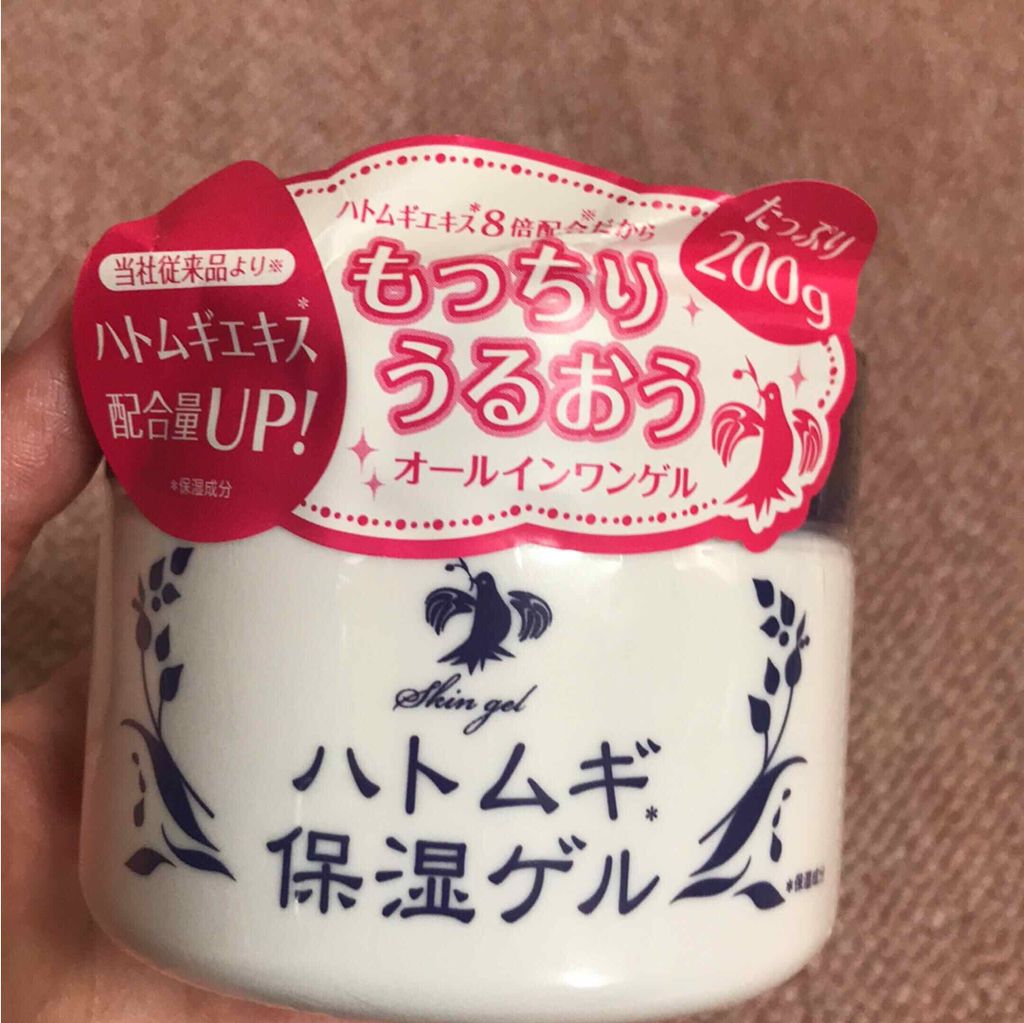 当社従来品より※
ハトムギエキス*
配合量UP!
*保湿成分
ハトムギエキス*8倍配合※だから
もっちり
うるおう
オールインワンゲル
たっぷり
200g
Skin gel
ハトムギ*
保湿ゲル
*保湿成分